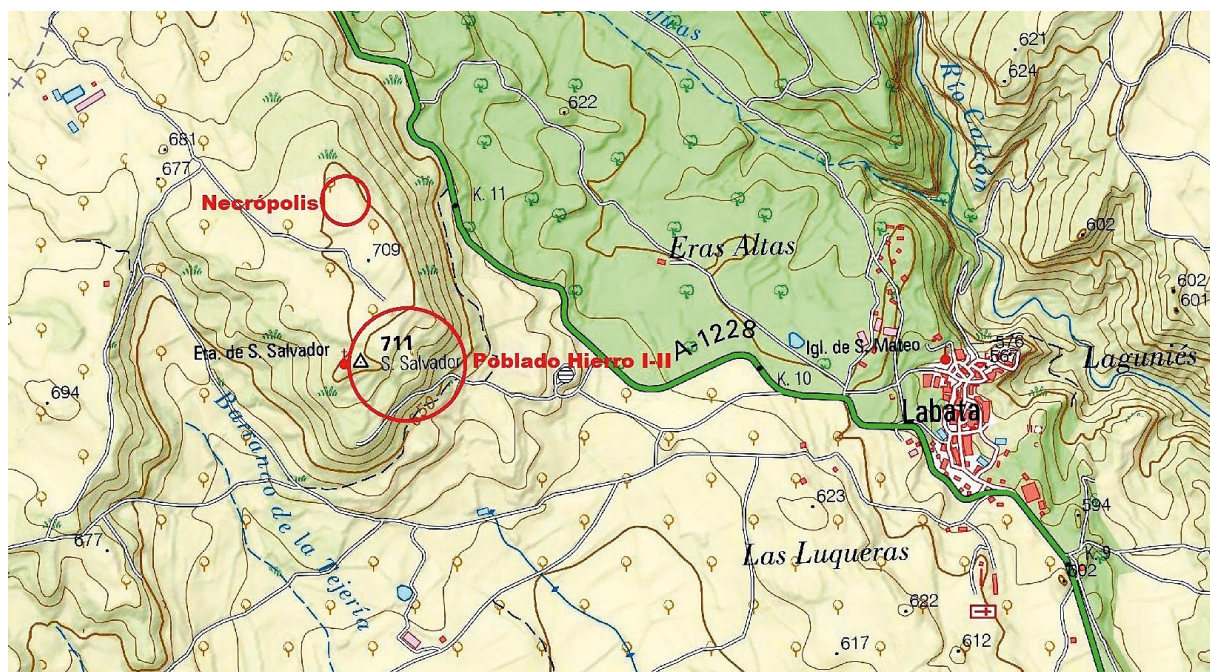 621
624
622
Río Calcón
681
677
Necrópolis
K. 11
602
709
Eras Altas
602
601
A-1228
711
S. Salvador
Eta. de S. Salvador
Poblado Hierro I-II
Igl. de S. Mateo
576
567
Laguniés
K. 10
694
650
Labata
Barranco de la Tejería
623
594
677
Las Luqueras
K. 9
602
622
617
612